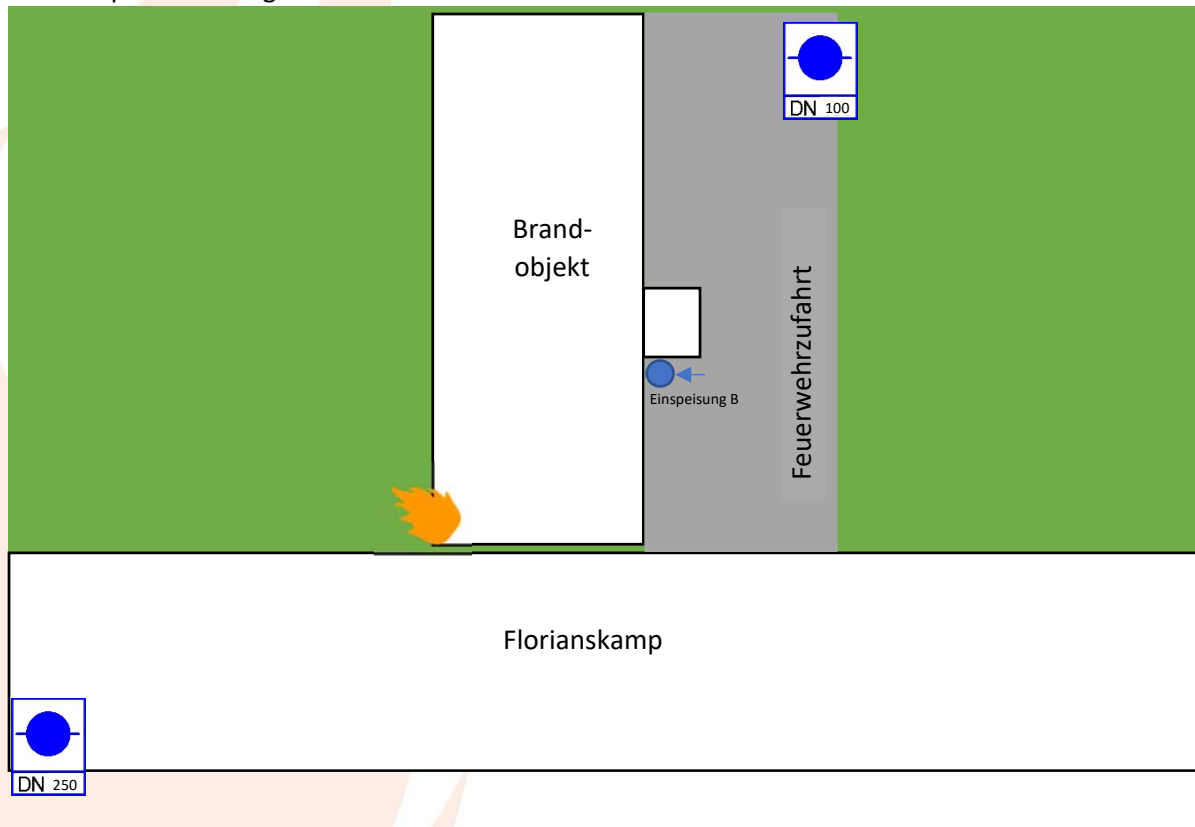 DN 100
Brand-
objekt
Feuerwehrzufahrt
Einspeisung B
Florianskamp
DN 250